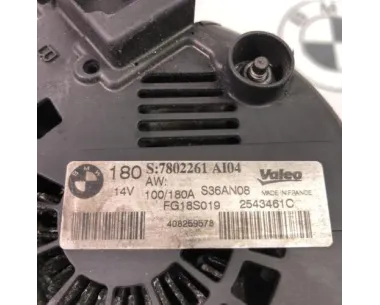 180 S:7802261 AI04 Valeo
14V AW:
100/180A S36AN08 MADE IN FRANCE
FG18S019 2543461C
408259578